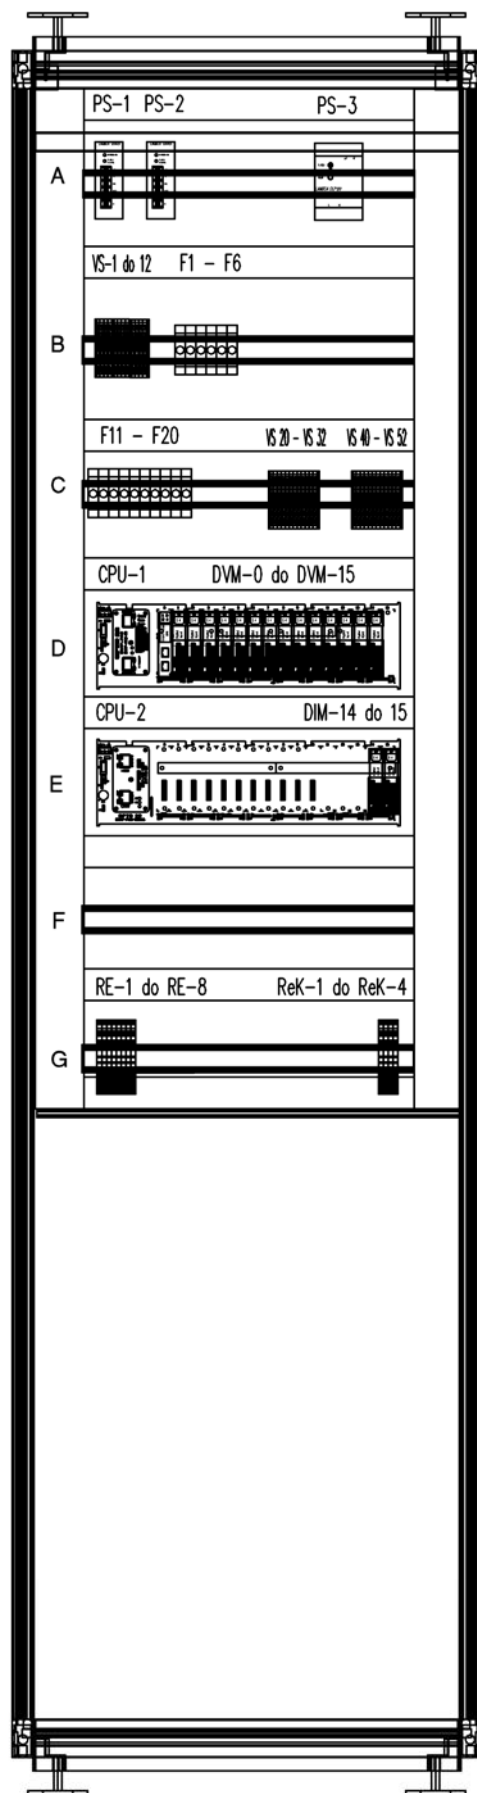 PS-1 PS-2 PS-3
A
VS-1 do 12 F1 - F6
B
F11 - F20 VS 20 - VS 32 VS 40 - VS 52
C
CPU-1 DVM-0 do DVM-15
D
CPU-2 DIM-14 do 15
E
F
RE-1 do RE-8 ReK-1 do ReK-4
G